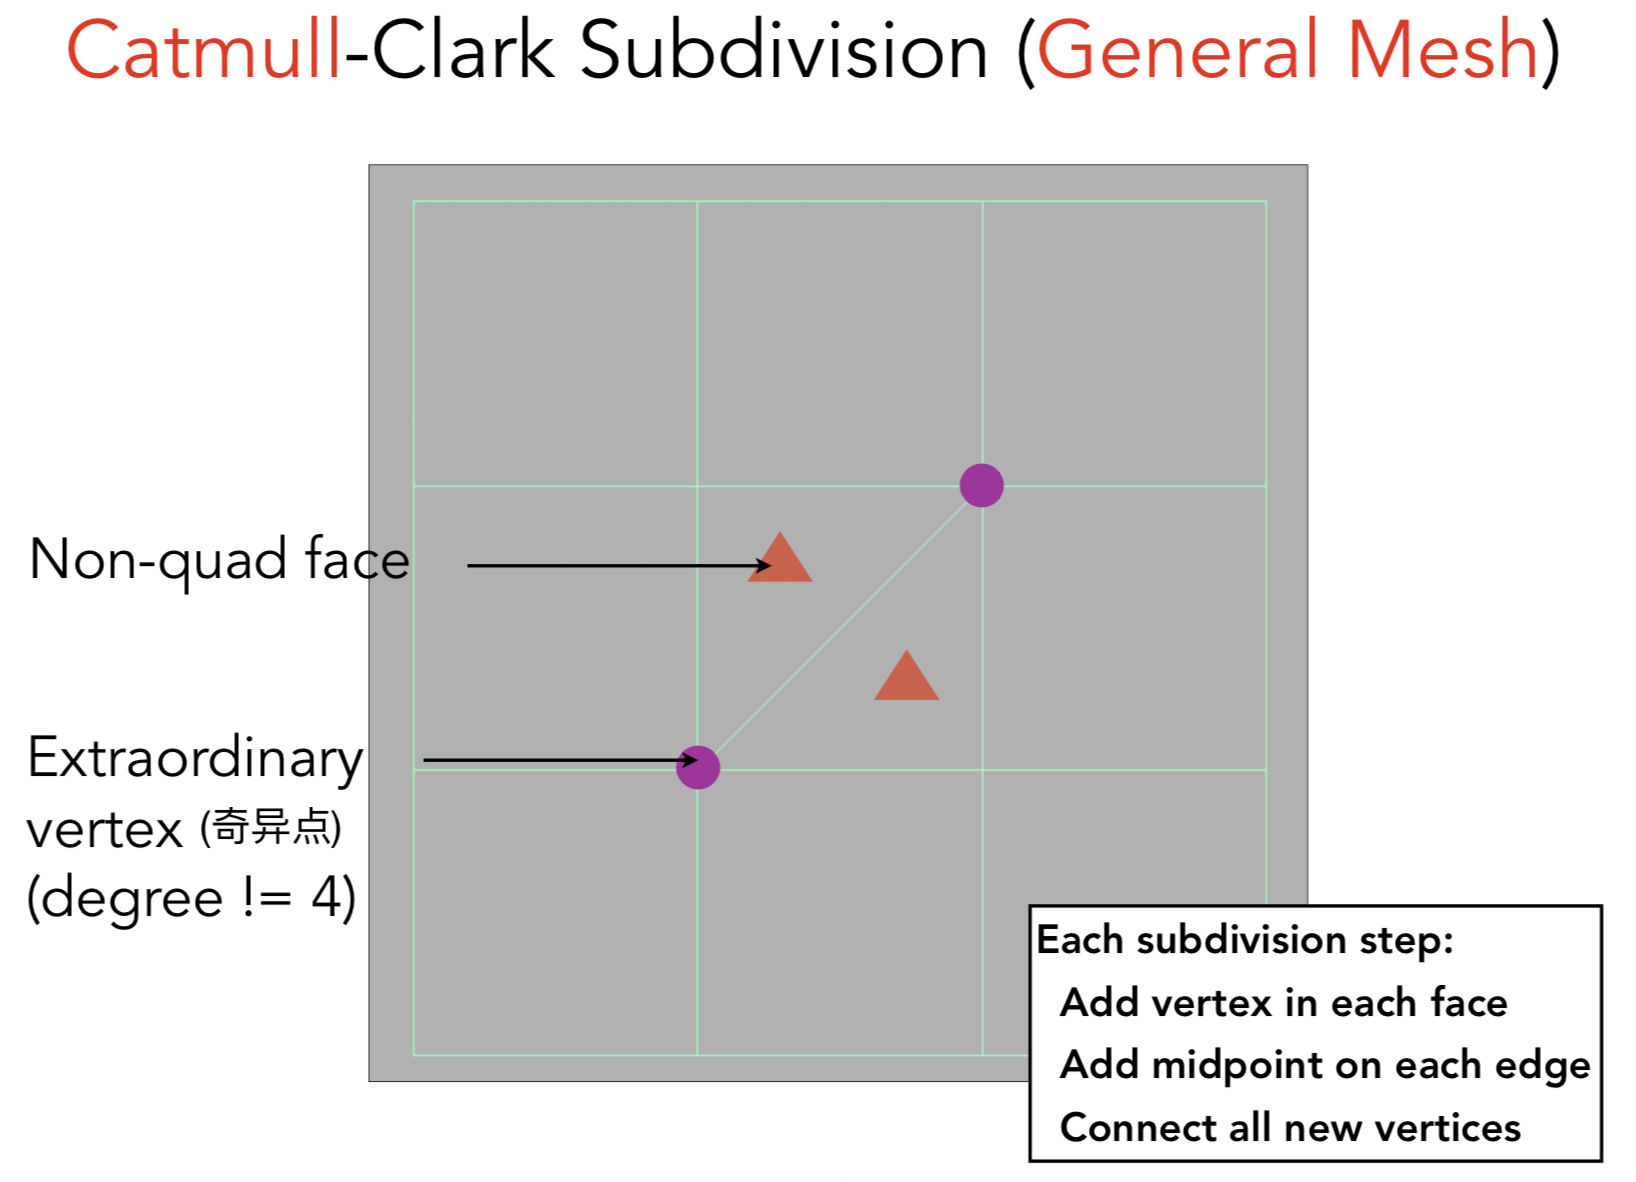 Catmull-Clark Subdivision (General Mesh)
Non-quad face
Extraordinary
vertex (奇异点)
(degree != 4)
Each subdivision step:
Add vertex in each face
Add midpoint on each edge
Connect all new vertices